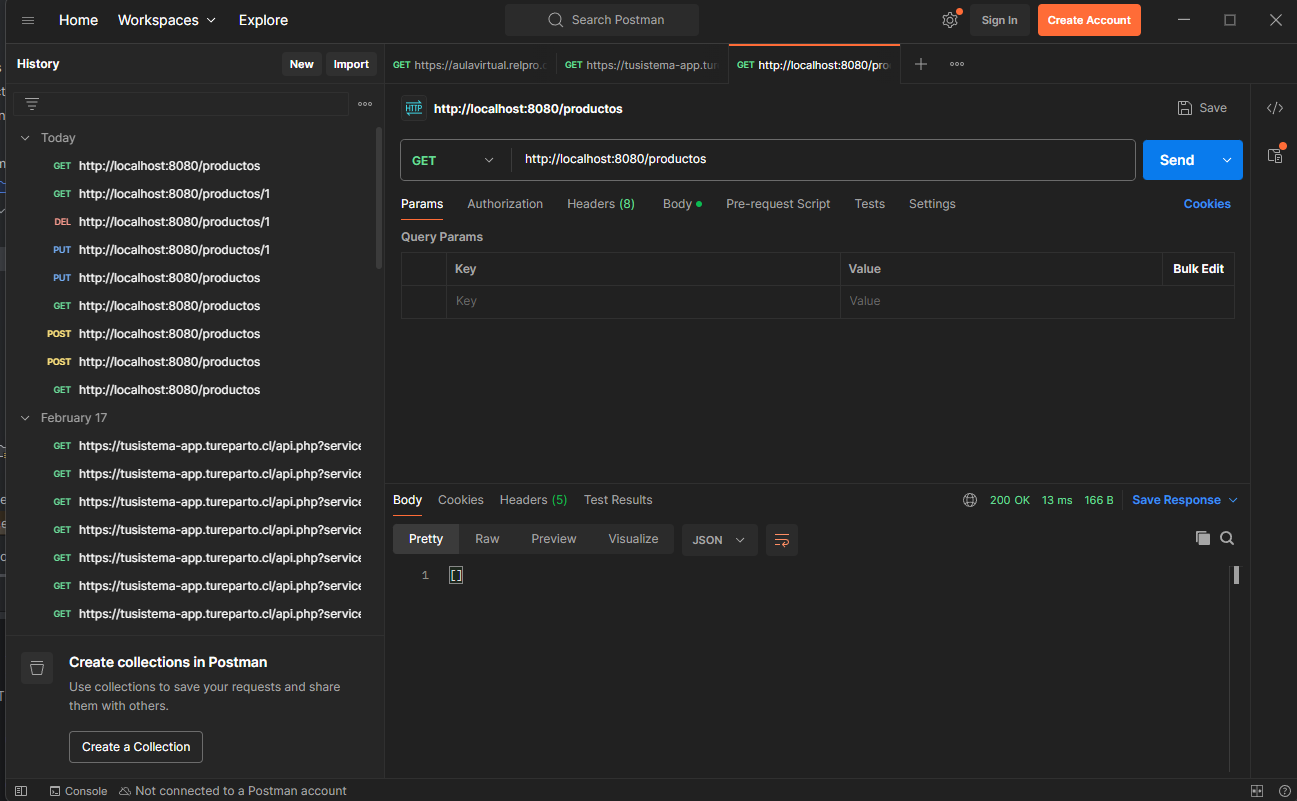 Home Workspaces Explore Search Postman Sign In Create Account
History New Import
GET https://aulavirtual.relpro. GET https://tusistema-app.tur GET http://localhost:8080/pro
HTTP http://localhost:8080/productos Save
Today
GET http://localhost:8080/productos
GET http://localhost:8080/productos/1
DEL http://localhost:8080/productos/1
PUT http://localhost:8080/productos/1
PUT http://localhost:8080/productos
GET http://localhost:8080/productos
POST http://localhost:8080/productos
POST http://localhost:8080/productos
GET http://localhost:8080/productos
February 17
GET https://tusistema-app.tureparto.cl/api.php?service
GET https://tusistema-app.tureparto.cl/api.php?service
GET https://tusistema-app.tureparto.cl/api.php?service
GET https://tusistema-app.tureparto.cl/api.php?service
GET https://tusistema-app.tureparto.cl/api.php?service
GET https://tusistema-app.tureparto.cl/api.php?service
GET https://tusistema-app.tureparto.cl/api.php?service
Create collections in Postman
Use collections to save your requests and share
them with others.
Create a Collection
GET http://localhost:8080/productos Send
Params Authorization Headers (8) Body Pre-request Script Tests Settings Cookies
Query Params
Key Value Bulk Edit
Key Value
Body Cookies Headers (5) Test Results 200 OK 13 ms 166 B Save Response
Pretty Raw Preview Visualize JSON
1 []
Console Not connected to a Postman account